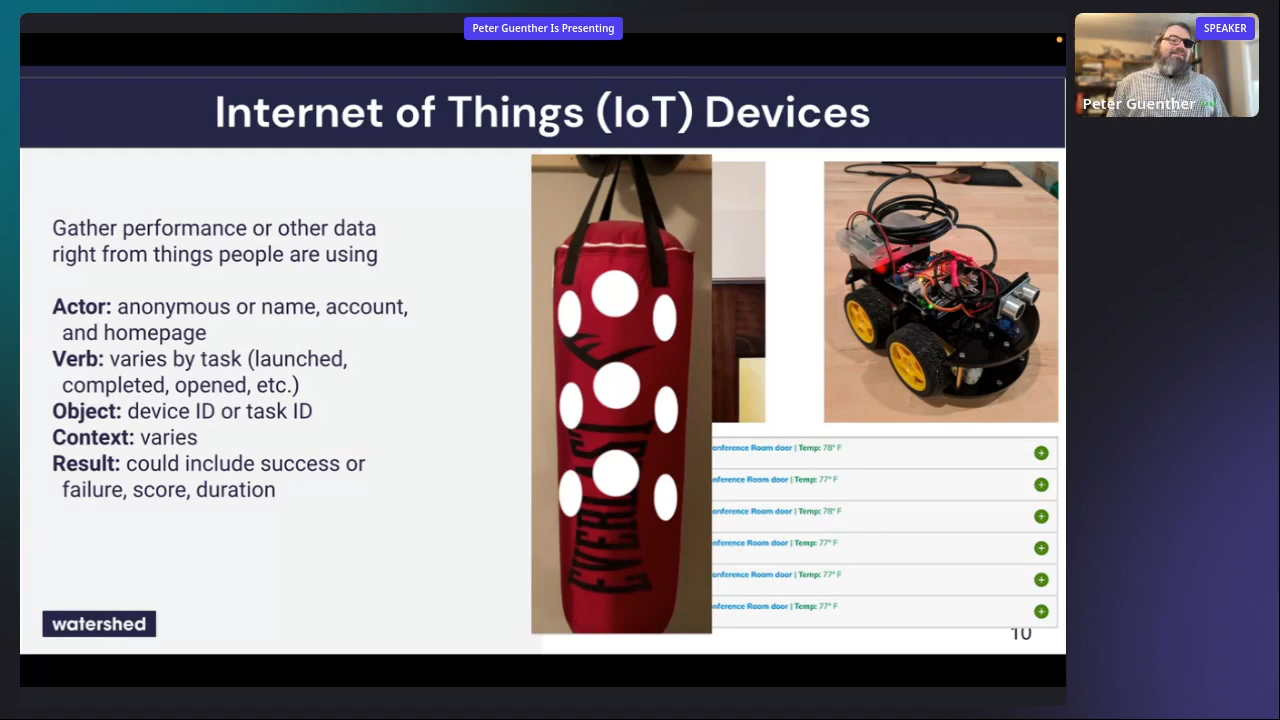 Peter Guenther Is Presenting
SPEAKER
Peter Guenther
Internet of Things (IoT) Devices
Gather performance or other data
right from things people are using
Actor: anonymous or name, account,
and homepage
Verb: varies by task (launched,
completed, opened, etc.)
Object: device ID or task ID
Context: varies
Result: could include success or
failure, score, duration
EVERLAST
onference Room door | Temp: 78° F
onference Room door | Temp: 77° F
onference Room door | Temp: 78° F
onference Room door | Temp: 77° F
onference Room door | Temp: 77° F
onference Room door | Temp: 77° F
watershed
10